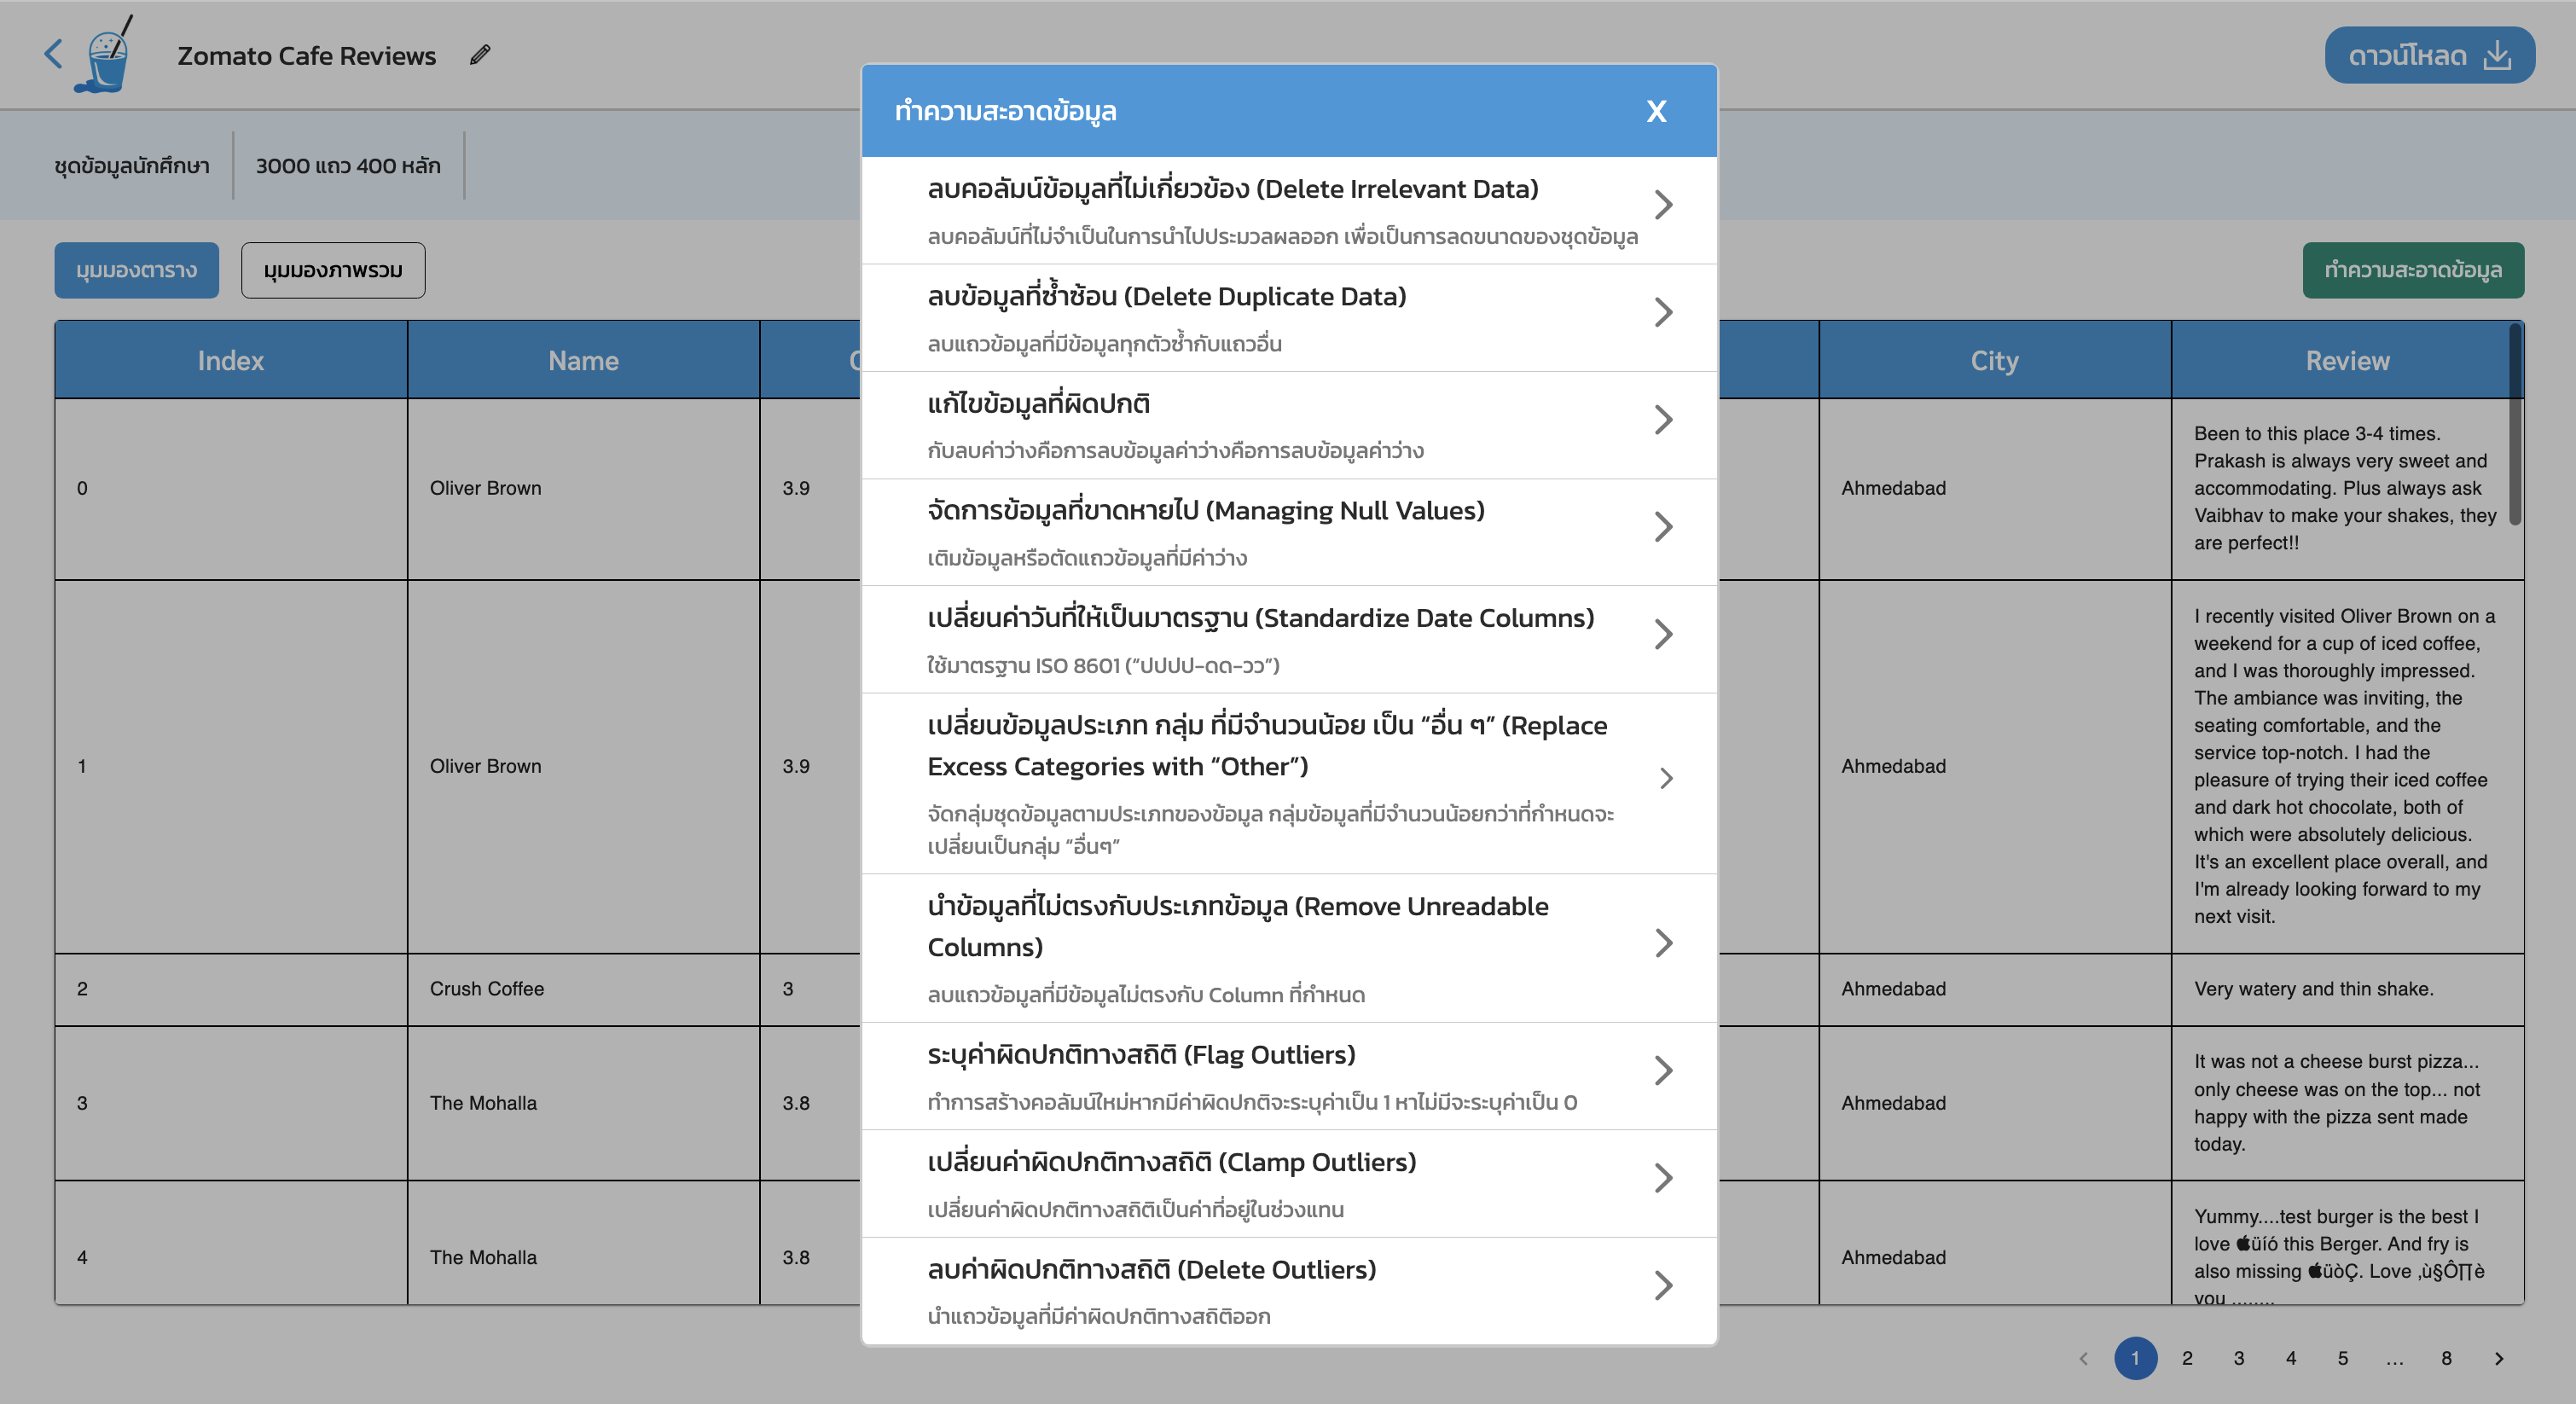 Zomato Cafe Reviews
ดาวน์โหลด
ชุดข้อมูลนักศึกษา
3000 แถว 400 หลัก
มุมมองตาราง
มุมมองภาพรวม
ทำความสะอาดข้อมูล
ทำความสะอาดข้อมูล
X
ลบคอลัมน์ข้อมูลที่ไม่เกี่ยวข้อง (Delete Irrelevant Data)
ลบคอลัมน์ที่ไม่จำเป็นในการนำไปประมวลผลออก เพื่อเป็นการลดขนาดของชุดข้อมูล
ลบข้อมูลที่ซ้ำซ้อน (Delete Duplicate Data)
ลบแถวข้อมูลที่มีข้อมูลทุกตัวซ้ำกับแถวอื่น
แก้ไขข้อมูลที่ผิดปกติ
กับลบค่าว่างคือการลบข้อมูลค่าว่างคือการลบข้อมูลค่าว่าง
จัดการข้อมูลที่ขาดหายไป (Managing Null Values)
เติมข้อมูลหรือตัดแถวข้อมูลที่มีค่าว่าง
เปลี่ยนค่าวันที่ให้เป็นมาตรฐาน (Standardize Date Columns)
ใช้มาตรฐาน ISO 8601 (“ปปปป-ดด-วว”)
เปลี่ยนข้อมูลประเภท กลุ่ม ที่มีจำนวนน้อย เป็น “อื่น ๆ” (Replace
Excess Categories with “Other”)
จัดกลุ่มชุดข้อมูลตามประเภทของข้อมูล กลุ่มข้อมูลที่มีจำนวนน้อยกว่าที่กำหนดจะ
เปลี่ยนเป็นกลุ่ม “อื่นๆ”
นำข้อมูลที่ไม่ตรงกับประเภทข้อมูล (Remove Unreadable
Columns)
ลบแถวข้อมูลที่มีข้อมูลไม่ตรงกับ Column ที่กำหนด
ระบุค่าผิดปกติทางสถิติ (Flag Outliers)
ทำการสร้างคอลัมน์ใหม่หากมีค่าผิดปกติจะระบุค่าเป็น 1 หาไม่มีจะระบุค่าเป็น 0
เปลี่ยนค่าผิดปกติทางสถิติ (Clamp Outliers)
เปลี่ยนค่าผิดปกติทางสถิติเป็นค่าที่อยู่ในช่วงแทน
ลบค่าผิดปกติทางสถิติ (Delete Outliers)
นำแถวข้อมูลที่มีค่าผิดปกติทางสถิติออก
Index
Name
City
Review
0
Oliver Brown
3.9
Ahmedabad
Been to this place 3-4 times.
Prakash is always very sweet and
accommodating. Plus always ask
Vaibhav to make your shakes, they
are perfect!!
1
Oliver Brown
3.9
Ahmedabad
I recently visited Oliver Brown on a
weekend for a cup of iced coffee,
and I was thoroughly impressed.
The ambiance was inviting, the
seating comfortable, and the
service top-notch. I had the
pleasure of trying their iced coffee
and dark hot chocolate, both of
which were absolutely delicious.
It's an excellent place overall, and
I'm already looking forward to my
next visit.
2
Crush Coffee
3
Ahmedabad
Very watery and thin shake.
3
The Mohalla
3.8
Ahmedabad
It was not a cheese burst pizza...
only cheese was on the top... not
happy with the pizza sent made
today.
4
The Mohalla
3.8
Ahmedabad
Yummy....test burger is the best I
love üíó this Berger. And fry is
also missing üòÇ. Love ‚ù§Ô∏è
you ........
1
2
3
4
5
...
8